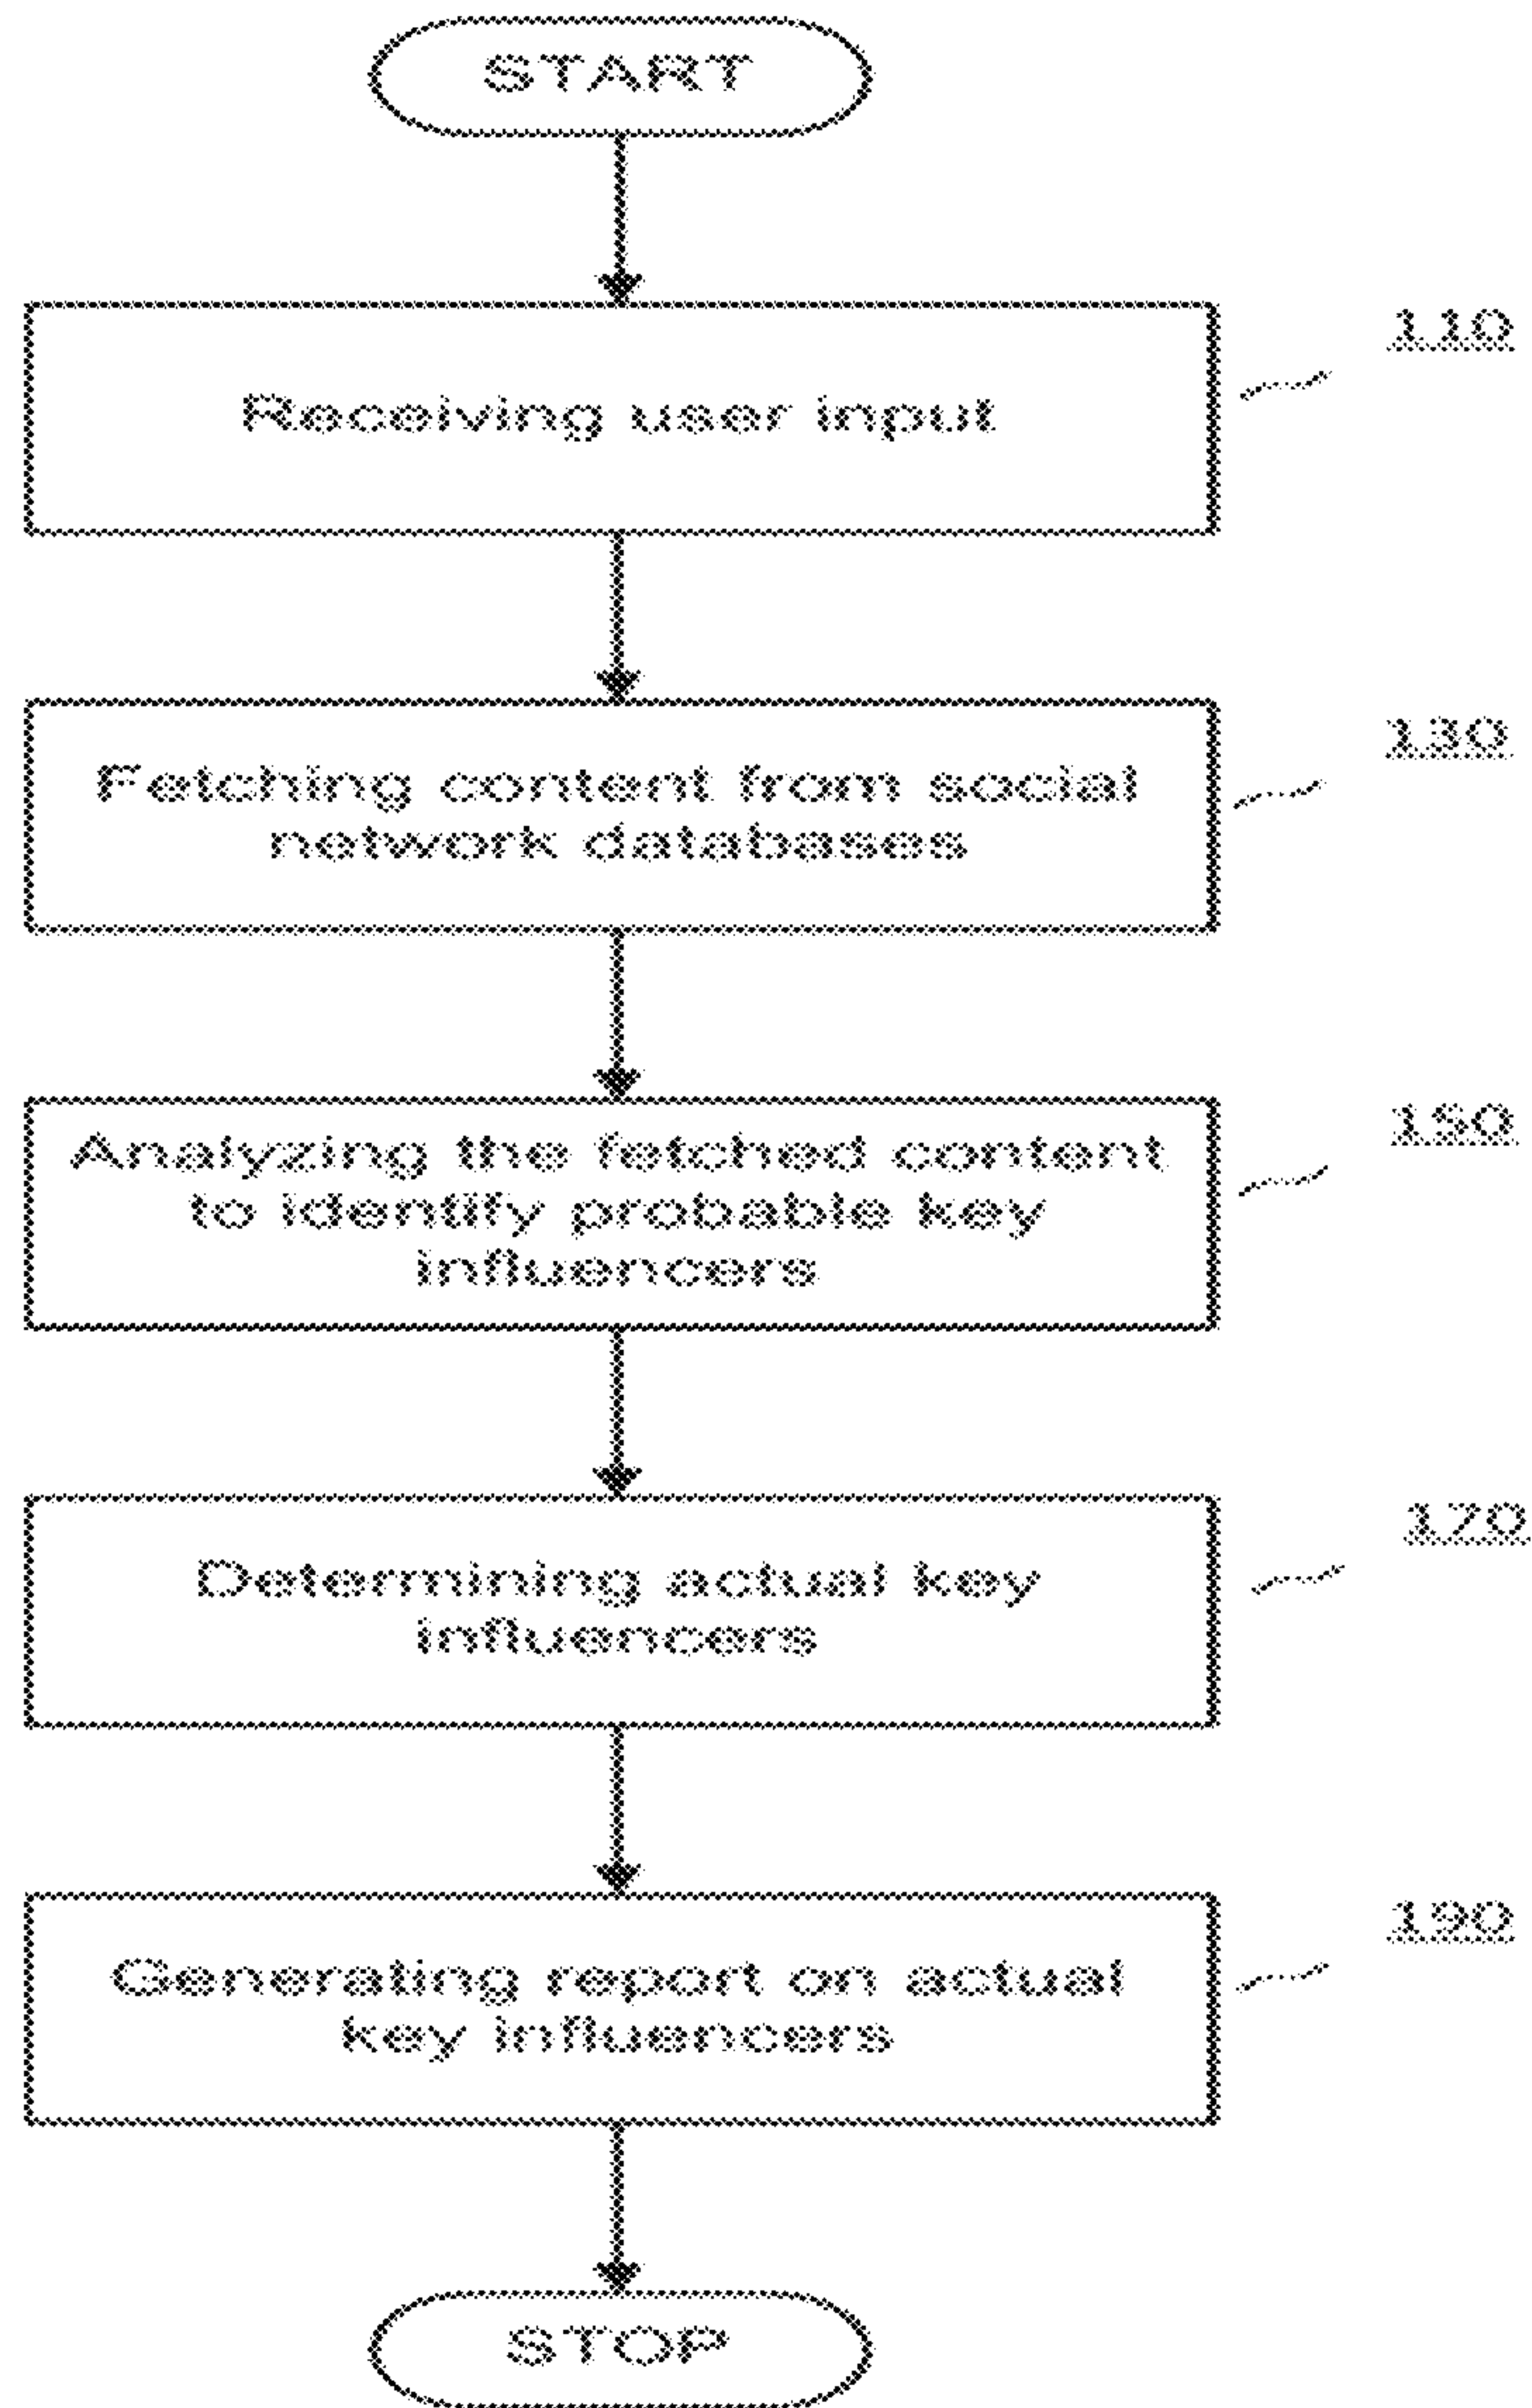 START
110
Receiving user input
130
Fetching content from social
network databases
150
Analyzing the fetched content
to identify probable key
influencers
170
Determining actual key
influencers
190
Generating report on actual
key influencers
STOP